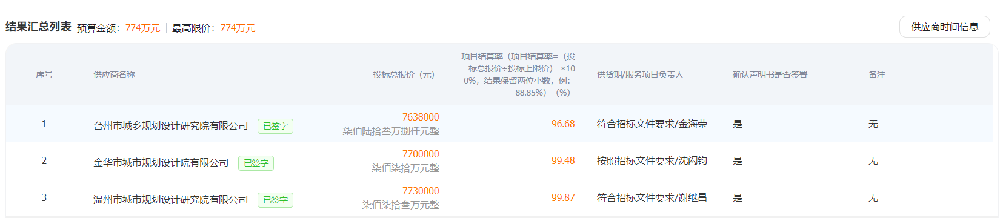 结果汇总列表 预算金额：774万元 | 最高限价：774万元
供应商时间信息
序号 供应商名称 投标总报价（元） 项目结算率（项目结算率=（投
标总报价÷投标上限价） ×10
0%，结果保留两位小数，例：
88.85%）（%） 供货期/服务项目负责人 确认声明书是否签署 备注
1 台州市城乡规划设计研究院有限公司 已签字 7638000 96.68 符合招标文件要求/金海荣 是 无
柒佰陆拾叁万捌仟元整
2 金华市城市规划设计院有限公司 已签字 7700000 99.48 按照招标文件要求/沈闳钧 是 无
柒佰柒拾万元整
3 温州市城市规划设计研究院有限公司 已签字 7730000 99.87 符合招标文件要求/谢继昌 是 无
柒佰柒拾叁万元整